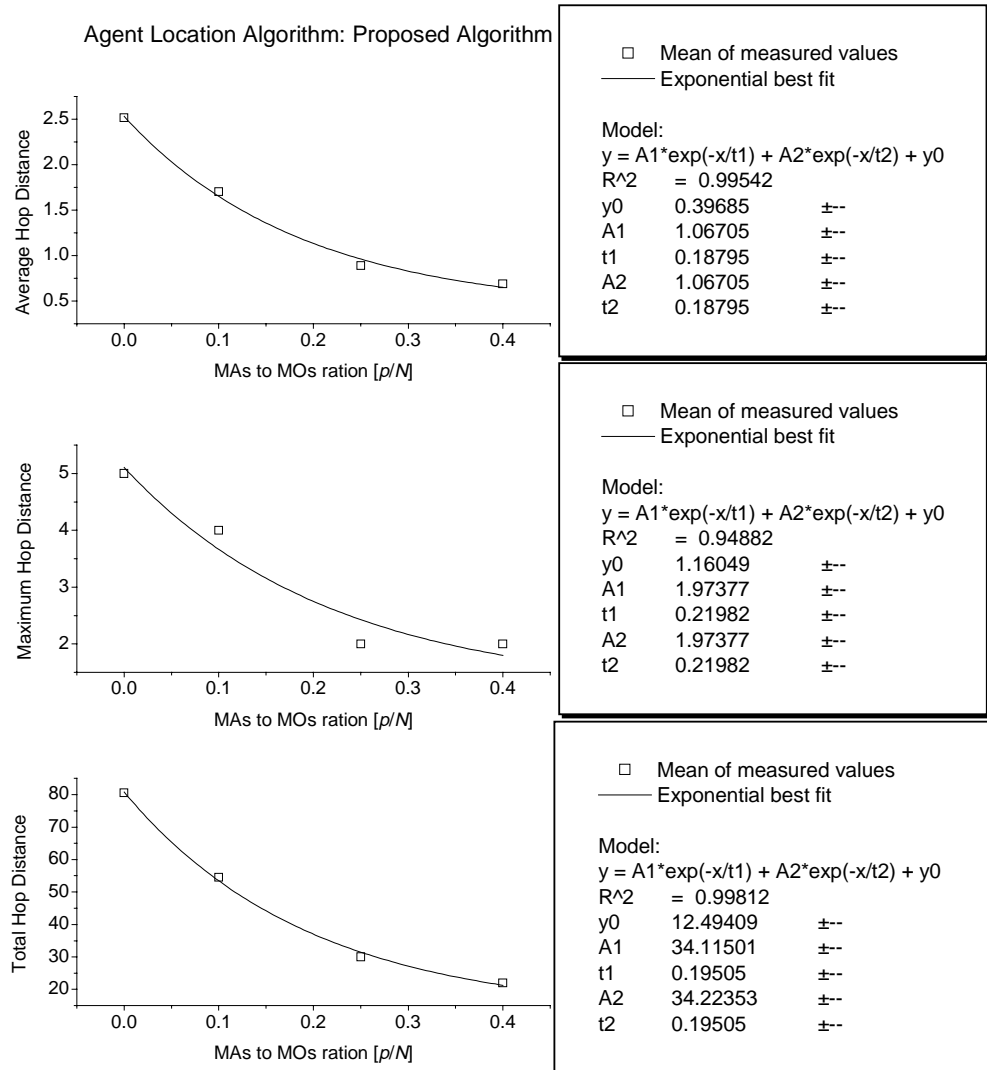 Agent Location Algorithm: Proposed Algorithm
2.5
2.0
1.5
1.0
0.5
Average Hop Distance
0.0 0.1 0.2 0.3 0.4
MAs to MOs ration [p/N]
Mean of measured values
Exponential best fit
Model:
y = A1*exp(-x/t1) + A2*exp(-x/t2) + y0
R^2 = 0.99542
y0 0.39685 ±--
A1 1.06705 ±--
t1 0.18795 ±--
A2 1.06705 ±--
t2 0.18795 ±--
5
4
3
2
Maximum Hop Distance
0.0 0.1 0.2 0.3 0.4
MAs to MOs ration [p/N]
Mean of measured values
Exponential best fit
Model:
y = A1*exp(-x/t1) + A2*exp(-x/t2) + y0
R^2 = 0.94882
y0 1.16049 ±--
A1 1.97377 ±--
t1 0.21982 ±--
A2 1.97377 ±--
t2 0.21982 ±--
80
70
60
50
40
30
20
Total Hop Distance
0.0 0.1 0.2 0.3 0.4
MAs to MOs ration [p/N]
Mean of measured values
Exponential best fit
Model:
y = A1*exp(-x/t1) + A2*exp(-x/t2) + y0
R^2 = 0.99812
y0 12.49409 ±--
A1 34.11501 ±--
t1 0.19505 ±--
A2 34.22353 ±--
t2 0.19505 ±--